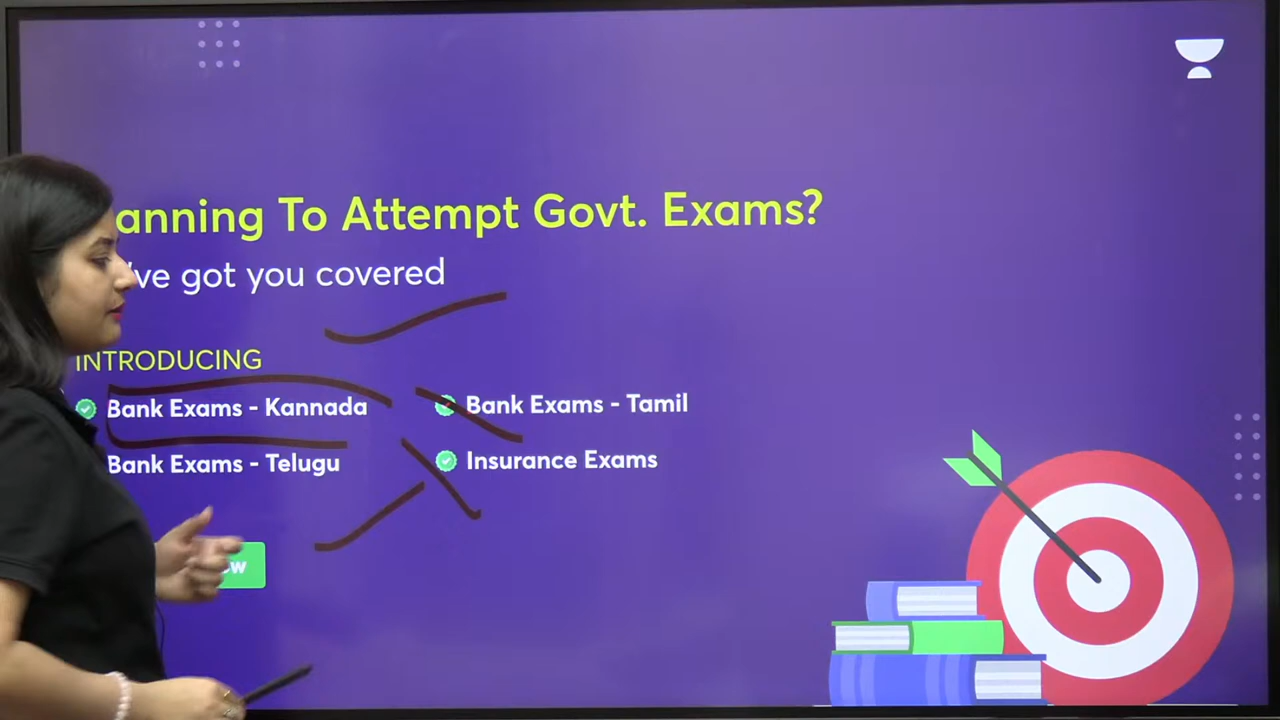 anning To Attempt Govt. Exams?
've got you covered
INTRODUCING
Bank Exams - Kannada
Bank Exams - Tamil
Bank Exams - Telugu
Insurance Exams
ow